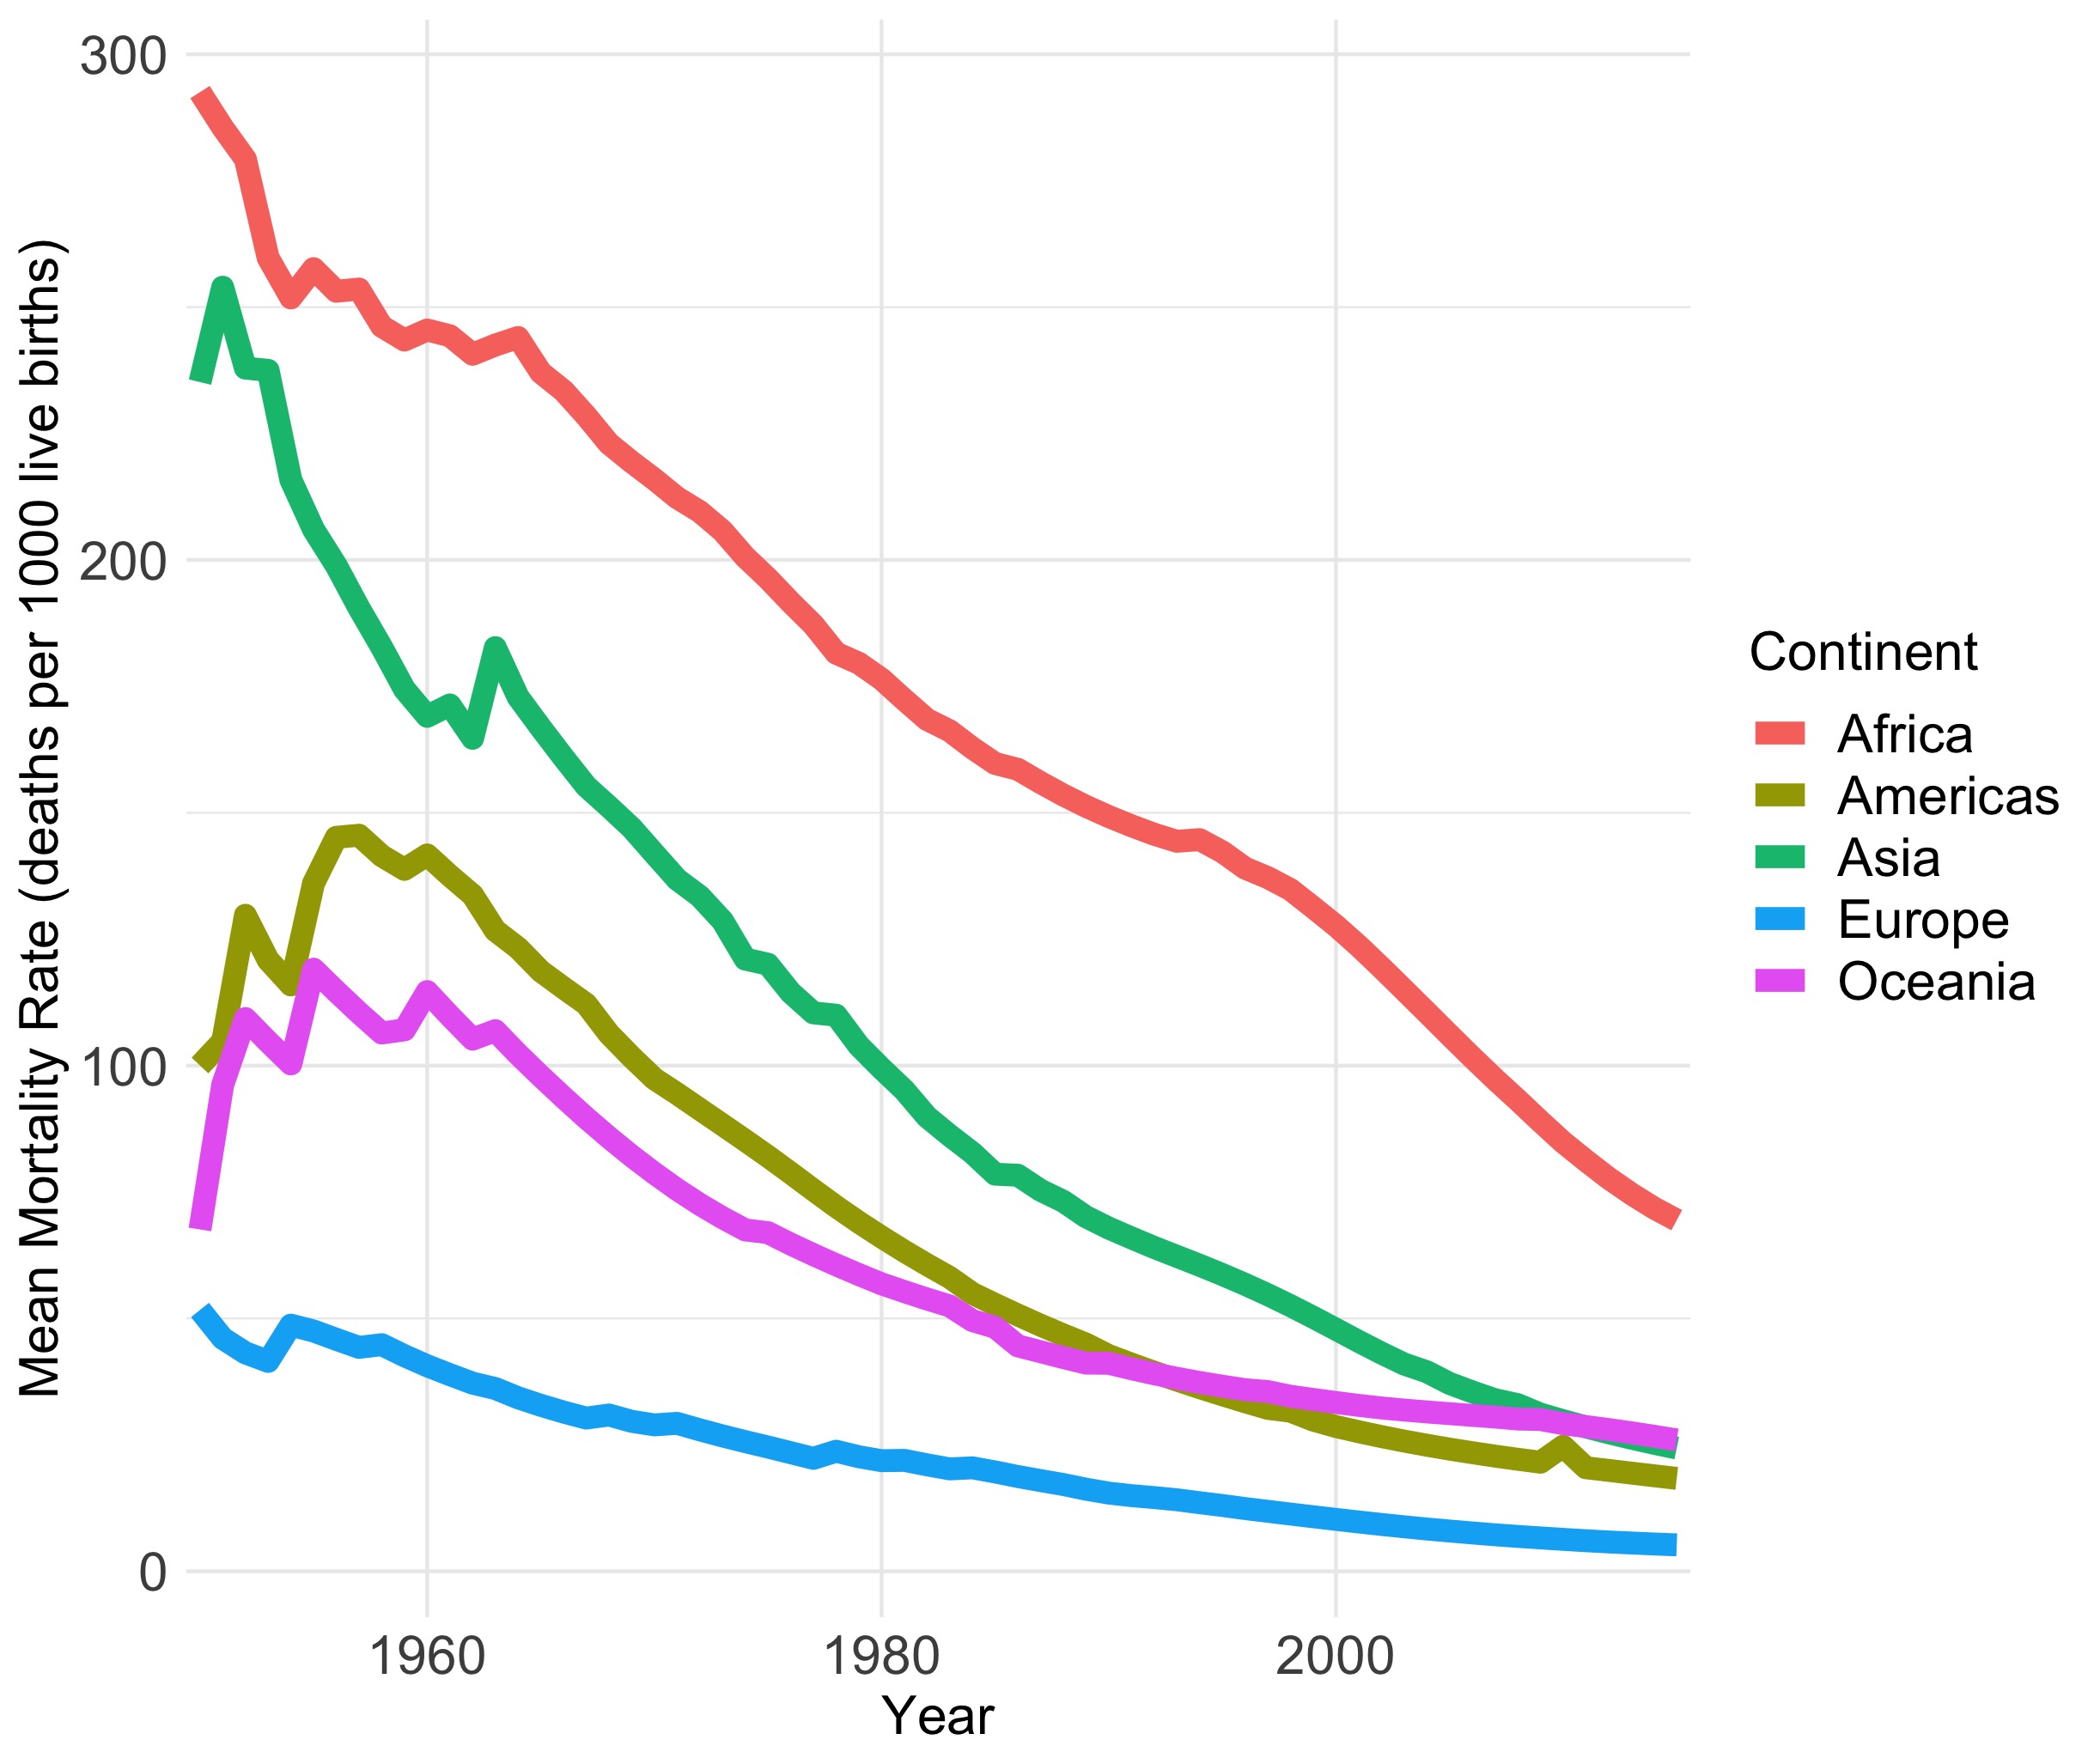 Mean Mortality Rate (deaths per 1000 live births)
300
200
100
0
1960
1980
2000
Year
Continent
Africa
Americas
Asia
Europe
Oceania